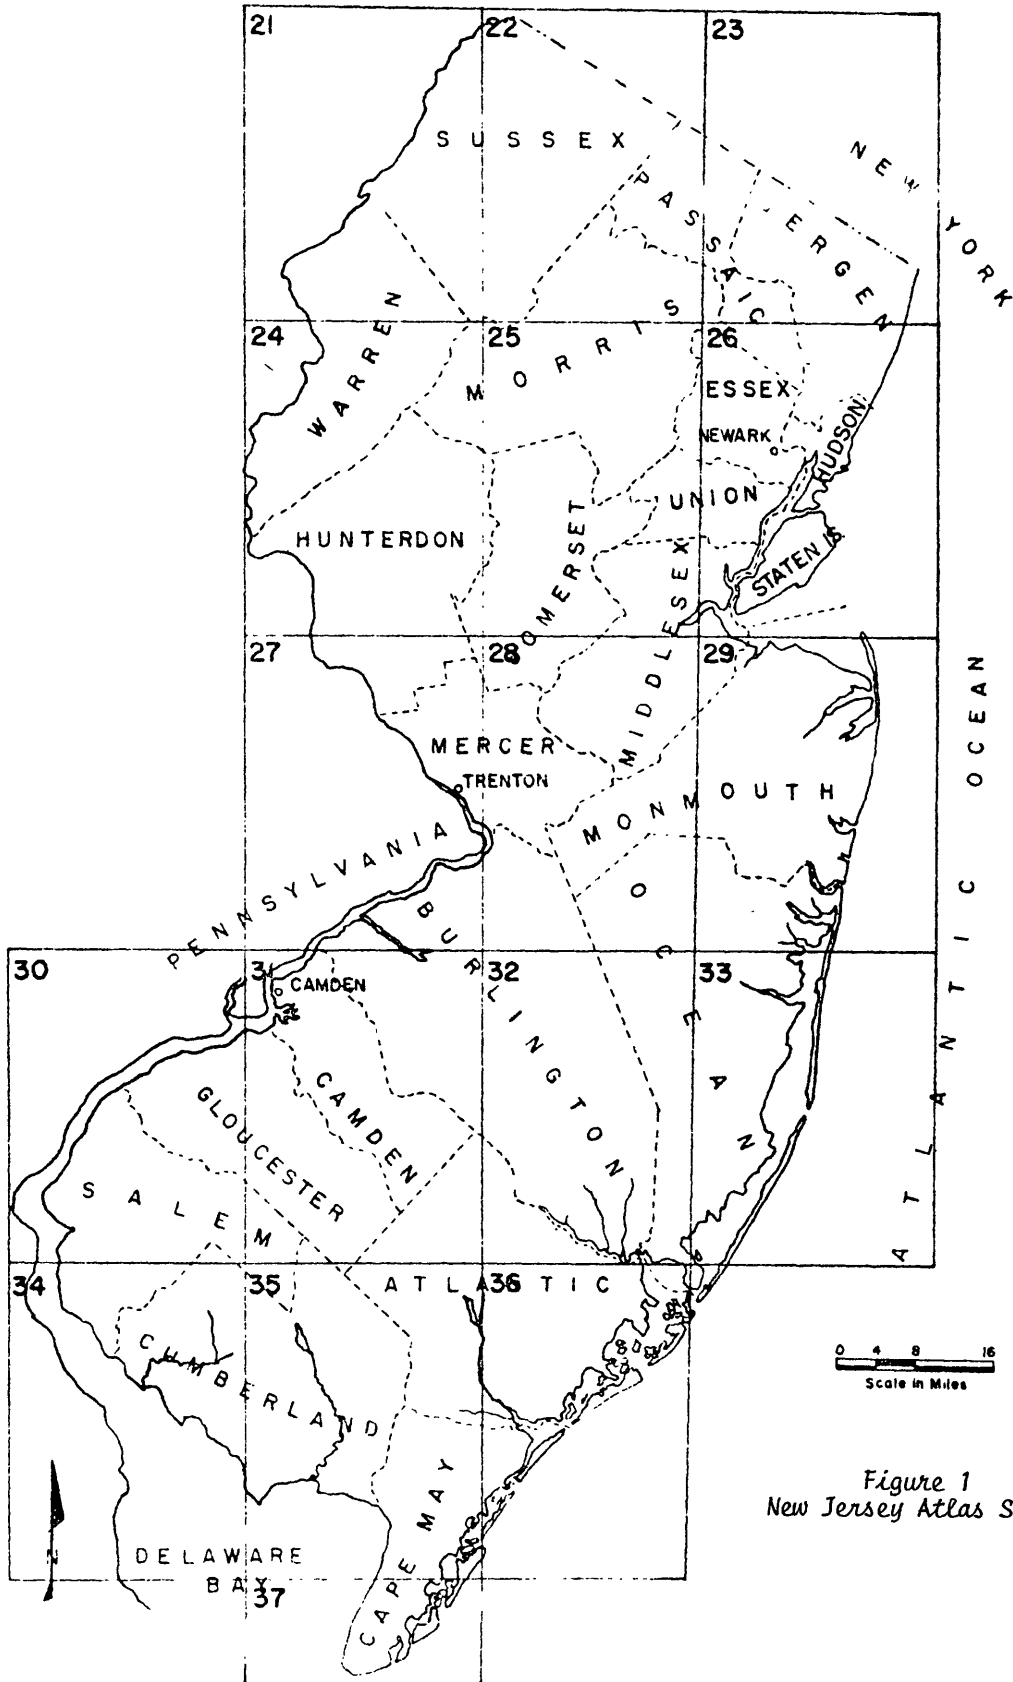 21
22
23
SUSSEX
NEW YORK
PASSAIC
ERGEN
WARREN
MORRIS
24
25
26
ESSEX
NEWARK
HUDSON
UNION
HUNTERDON
SOMERSET
STATEN IS.
MIDDLESEX
27
28
29
MERCER
TRENTON
MONMOUTH
PENNSYLVANIA
ATLANTIC OCEAN
OCEAN
BURLINGTON
30
31
32
33
CAMDEN
CAMDEN
GLOUCESTER
SALEM
34
35
36
ATLANTIC
CUMBERLAND
0 4 8 16
Scale in Miles
CAPE MAY
Figure 1
New Jersey Atlas S
N
DELAWARE
BAY
37